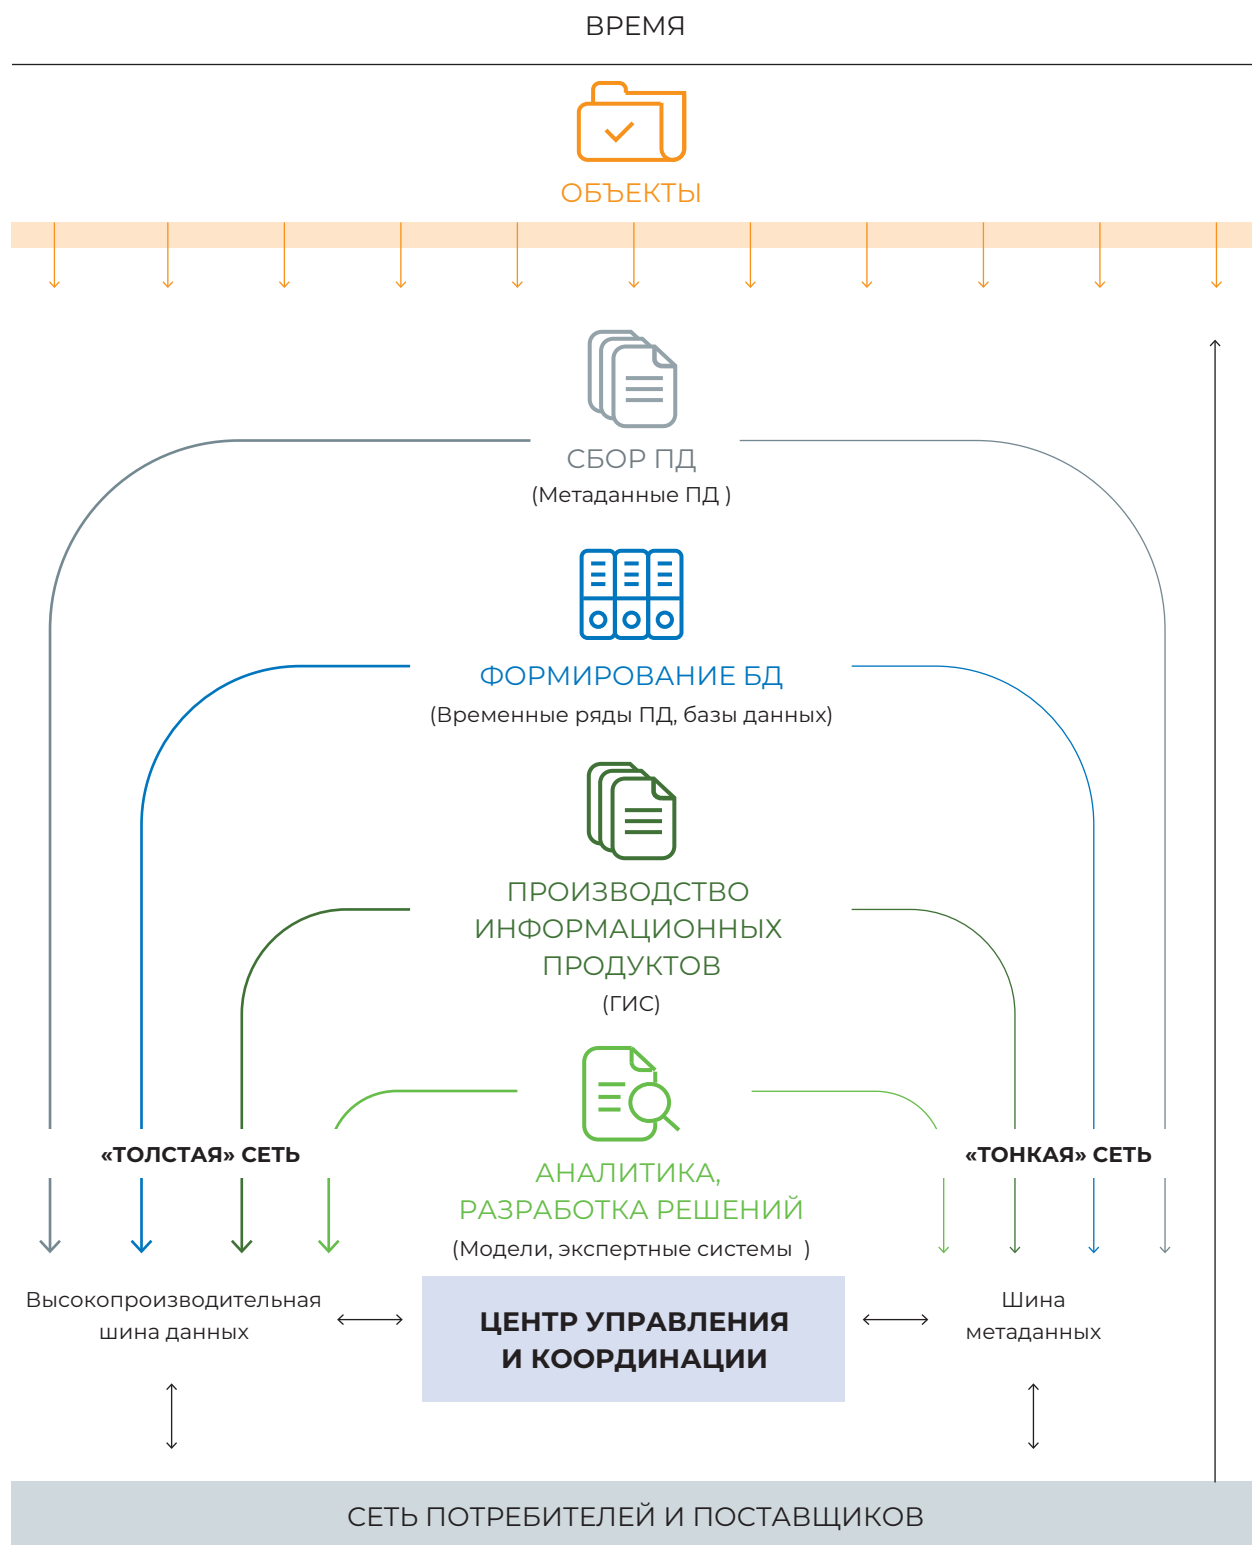 ВРЕМЯ
ОБЪЕКТЫ
СБОР ПД
(Метаданные ПД )
ФОРМИРОВАНИЕ БД
(Временные ряды ПД, базы данных)
ПРОИЗВОДСТВО
ИНФОРМАЦИОННЫХ
ПРОДУКТОВ
(ГИС)
«ТОЛСТАЯ» СЕТЬ
«ТОНКАЯ» СЕТЬ
АНАЛИТИКА,
РАЗРАБОТКА РЕШЕНИЙ
(Модели, экспертные системы )
Высокопроизводительная
шина данных
ЦЕНТР УПРАВЛЕНИЯ
И КООРДИНАЦИИ
Шина
метаданных
СЕТЬ ПОТРЕБИТЕЛЕЙ И ПОСТАВЩИКОВ